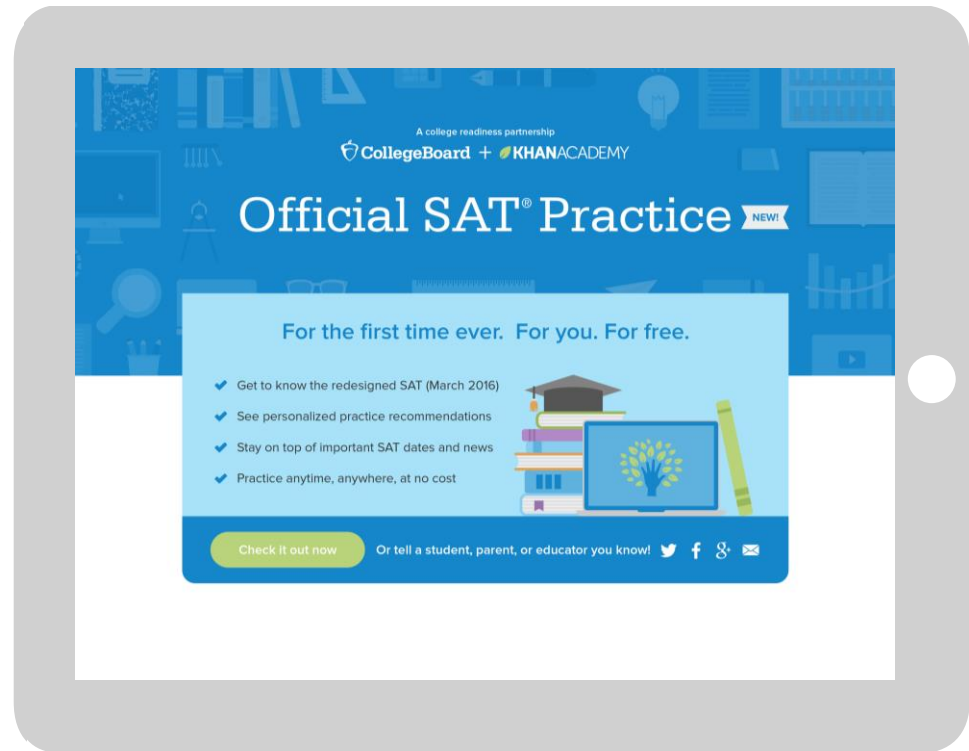 A college readiness partnership
CollegeBoard + KHANACADEMY
Official SAT® Practice NEW!
For the first time ever. For you. For free.
Get to know the redesigned SAT (March 2016)
See personalized practice recommendations
Stay on top of important SAT dates and news
Practice anytime, anywhere, at no cost
Check it out now Or tell a student, parent, or educator you know!